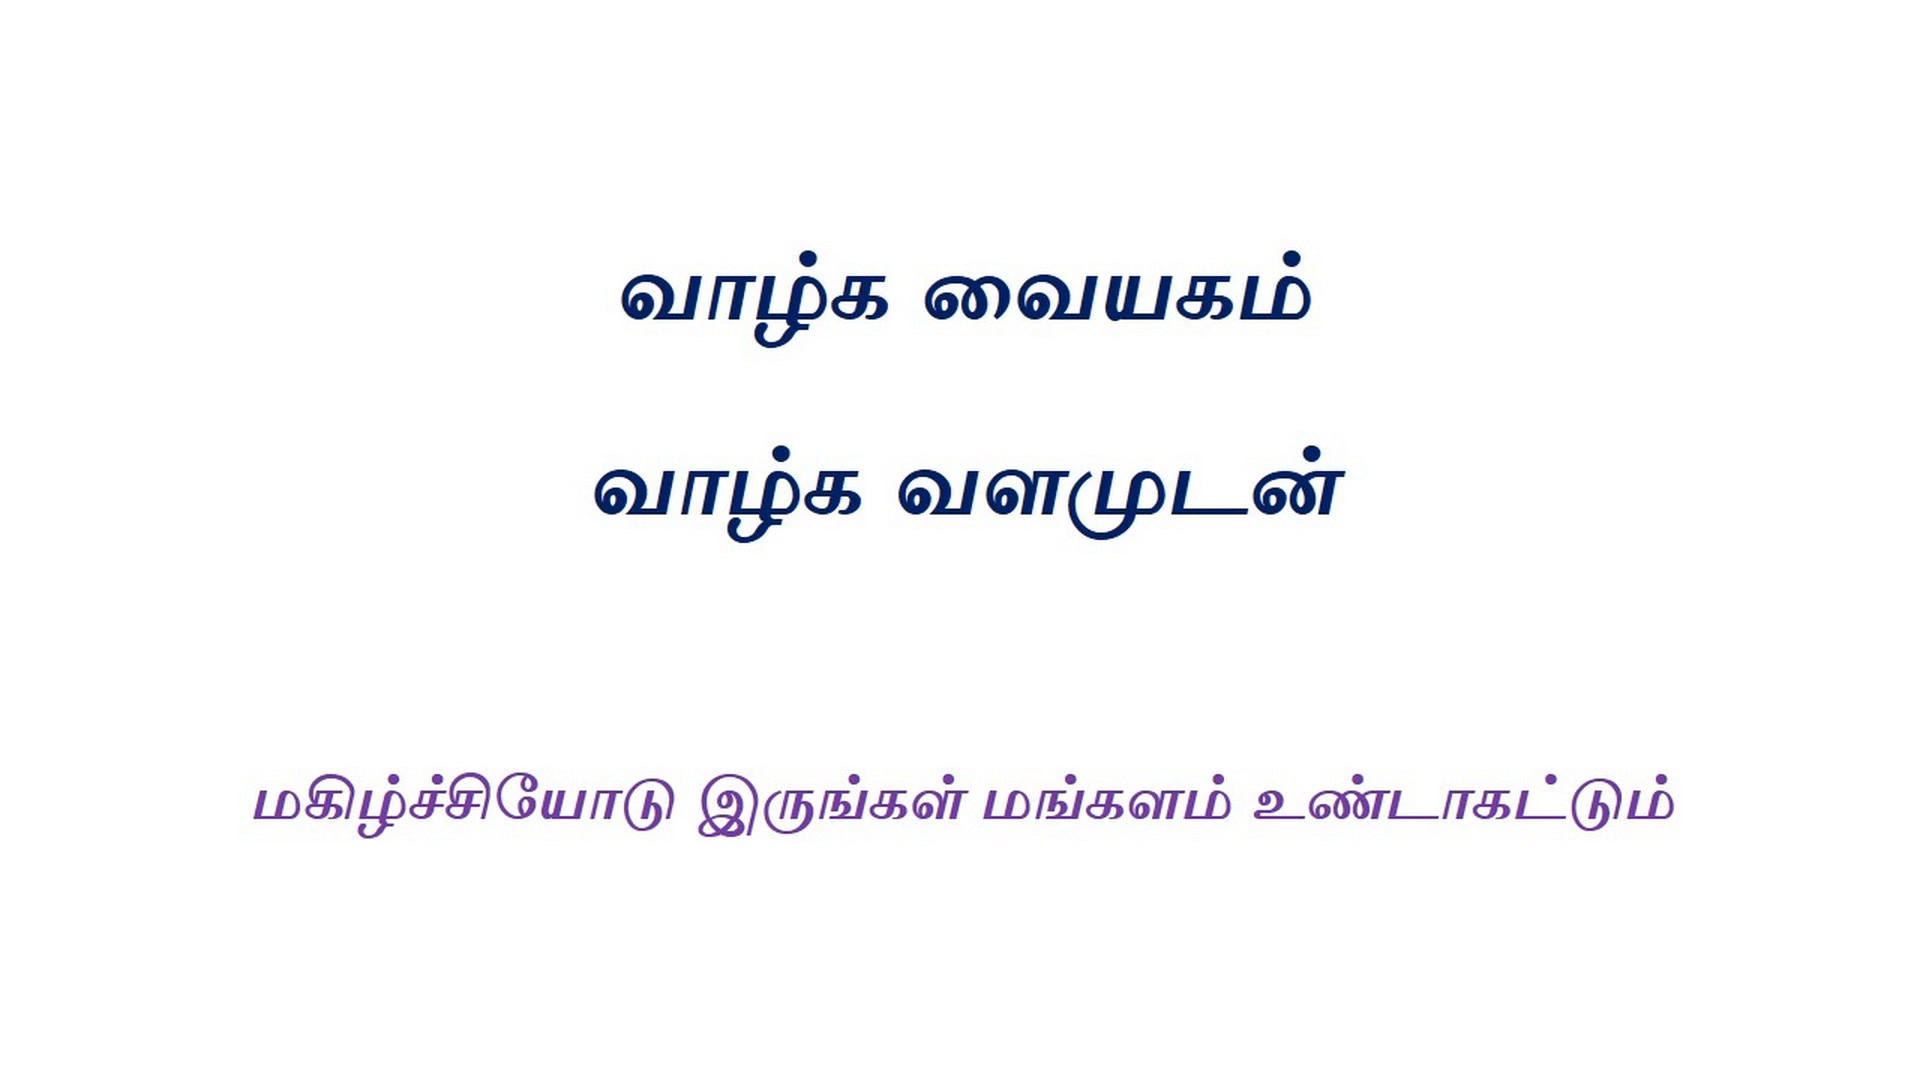 வாழ்க வையகம்
வாழ்க வளமுடன்
மகிழ்ச்சியோடு இருங்கள் மங்களம் உண்டாகட்டும்